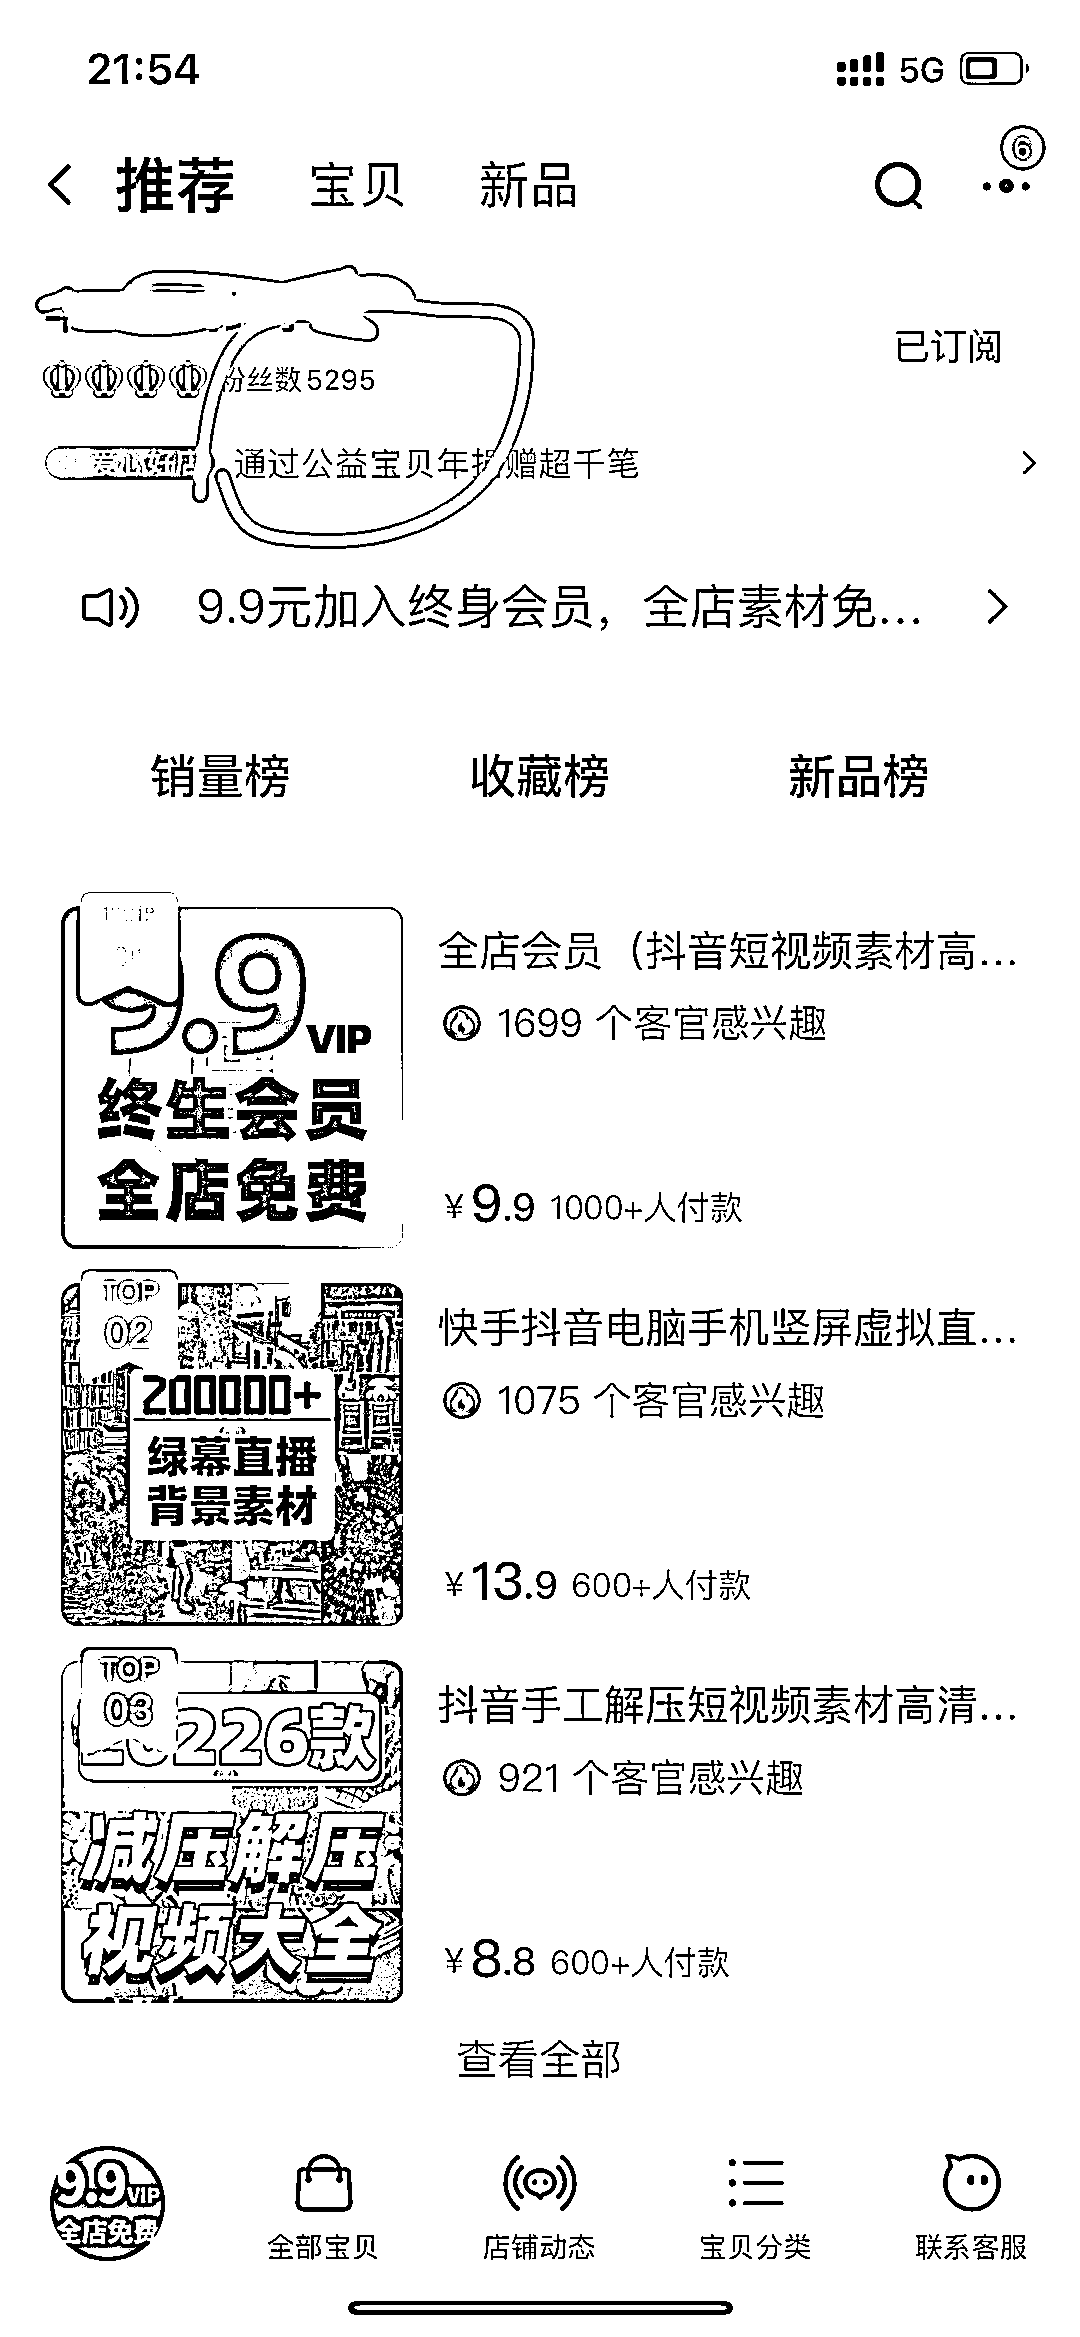 21:54
5G
推荐 宝贝 新品
6
已订阅
粉丝数5295
爱心好店 通过公益宝贝年捐赠超千笔
9.9元加入终身会员，全店素材免...
销量榜 收藏榜 新品榜
9.9 VIP
终生会员
全店免费
全店会员（抖音短视频素材高...
1699 个客官感兴趣
¥9.9 1000+人付款
TOP
02
200000+
绿幕直播
背景素材
快手抖音电脑手机竖屏虚拟直...
1075 个客官感兴趣
¥13.9 600+人付款
TOP
03
226款
减压解压
视频大全
抖音手工解压短视频素材高清...
921 个客官感兴趣
¥8.8 600+人付款
查看全部
9.9 VIP
全店免费
全部宝贝 店铺动态 宝贝分类 联系客服